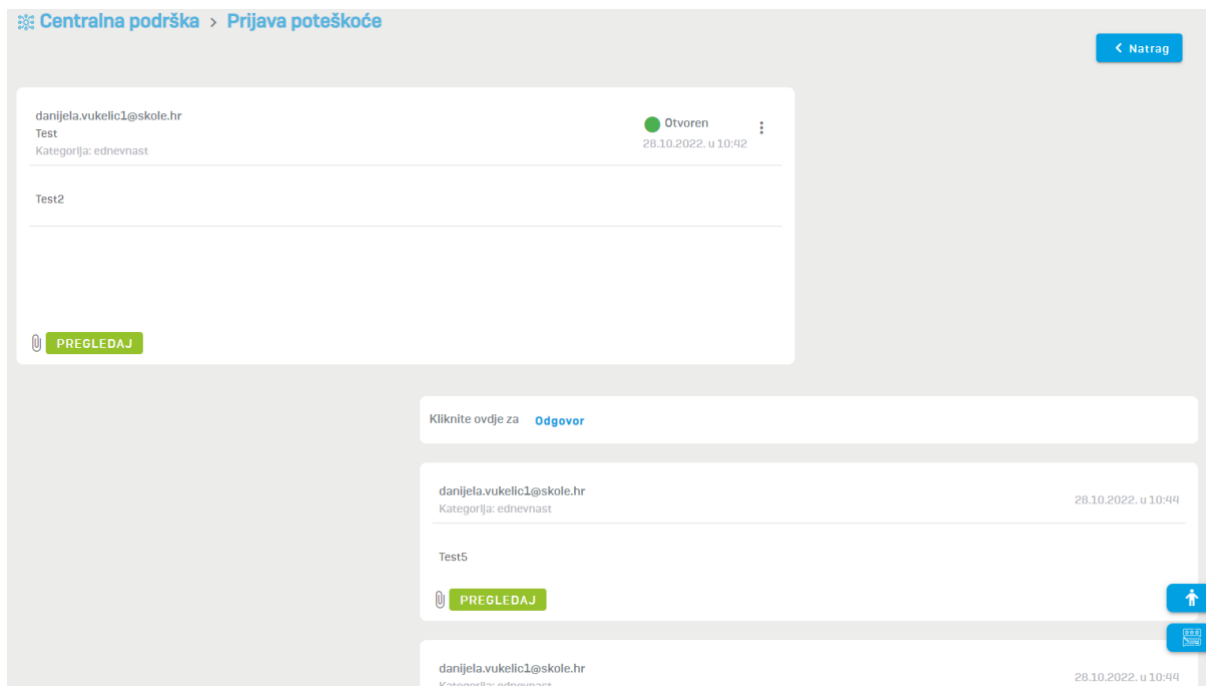 Centralna podrška > Prijava poteškoće
Natrag
danijela.vukelic1@skole.hr
Test
Kategorija: ednevnast
Otvoren
28.10.2022. u 10:42
Test2
PREGLEDAJ
Kliknite ovdje za Odgovor
danijela.vukelic1@skole.hr
Kategorija: ednevnast
28.10.2022. u 10:44
Test5
PREGLEDAJ
danijela.vukelic1@skole.hr
28.10.2022. u 10:44
Kategorija: ednevnast